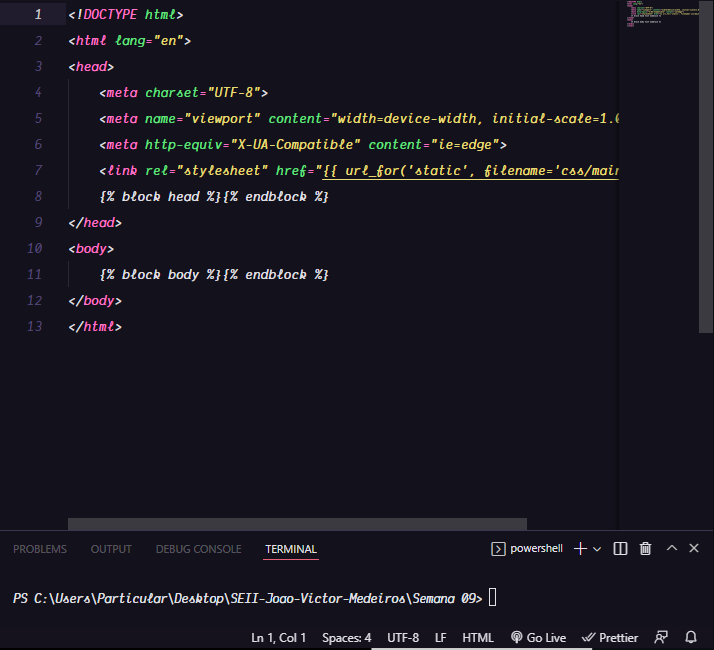 1 <!DOCTYPE html>
2 <html lang="en">
3 <head>
4 <meta charset="UTF-8">
5 <meta name="viewport" content="width=device-width, initial-scale=1.0
6 <meta http-equiv="X-UA-Compatible" content="ie=edge">
7 <link rel="stylesheet" href="{{ url_for('static', filename='css/main
8 {% block head %}{% endblock %}
9 </head>
10 <body>
11 {% block body %}{% endblock %}
12 </body>
13 </html>
PROBLEMS OUTPUT DEBUG CONSOLE TERMINAL powershell
PS C:\Users\Particular\Desktop\SEII-Joao-Victor-Medeiros\Semana 09>
Ln 1, Col 1 Spaces: 4 UTF-8 LF HTML Go Live Prettier